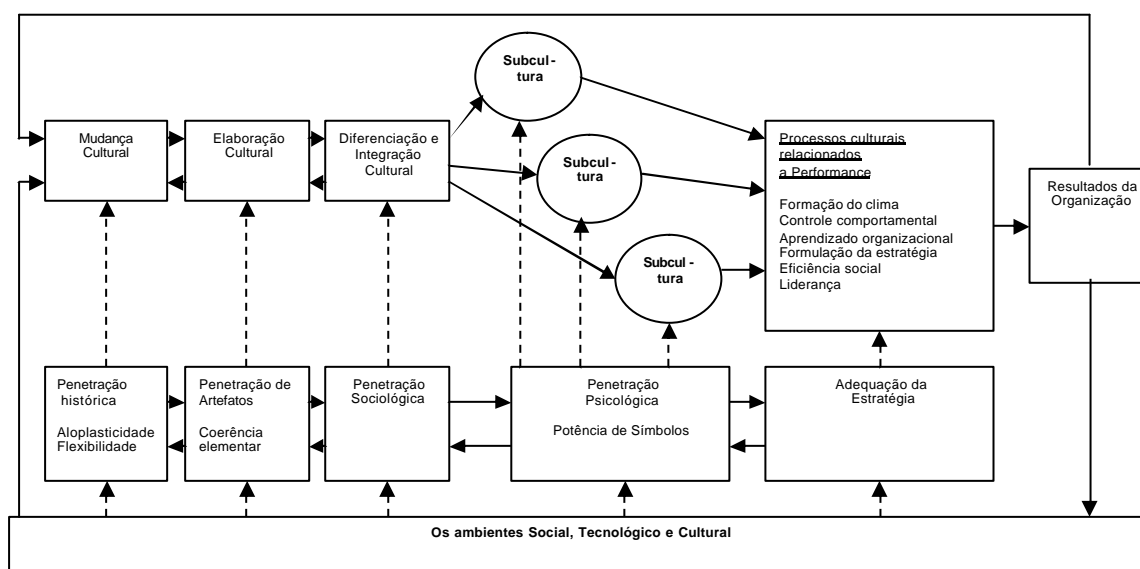 Subcul -
tura
Mudança
Cultural
Elaboração
Cultural
Diferenciação e
Integração
Cultural
Subcul -
tura
Subcul -
tura
Processos culturais
relacionados
a Performance
Formação do clima
Controle comportamental
Aprendizado organizacional
Formulação da estratégia
Eficiência social
Liderança
Resultados da
Organização
Penetração
histórica
Aloplasticidade
Flexibilidade
Penetração de
Artefatos
Coerência
elementar
Penetração
Sociológica
Penetração
Psicológica
Potência de Símbolos
Adequação da
Estratégia
Os ambientes Social, Tecnológico e Cultural